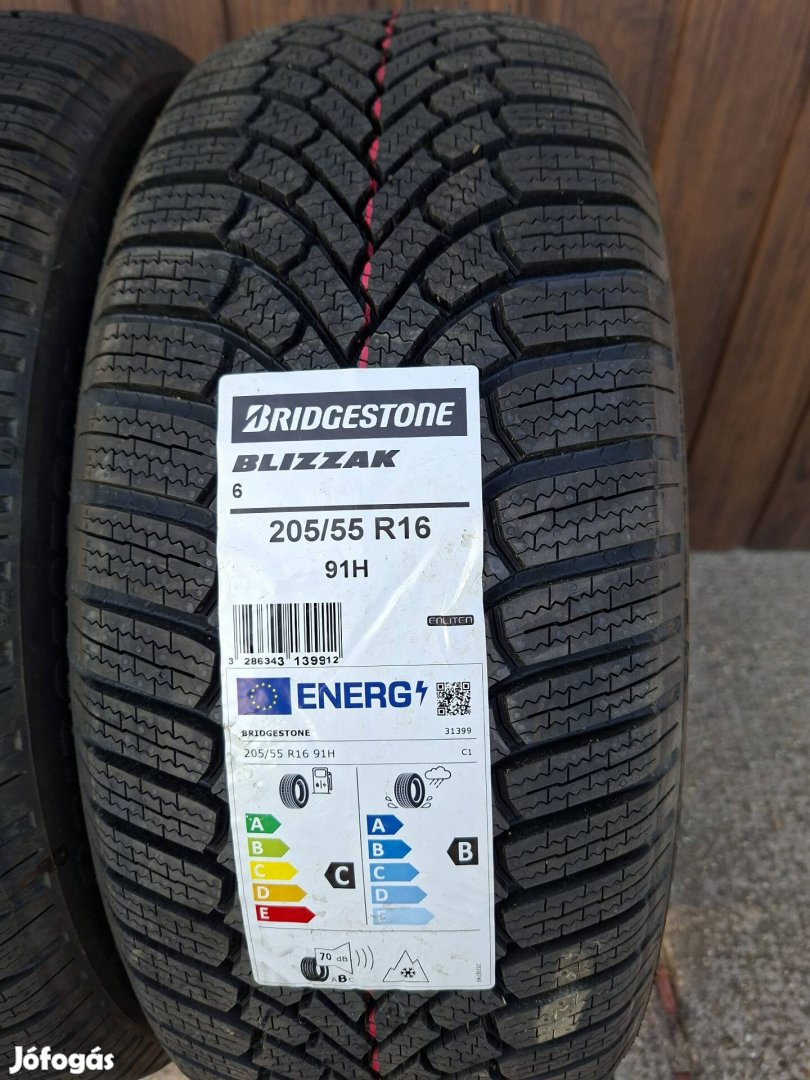 BRIDGESTONE
BLIZZAK
6
205/55 R16
91H
ENLITEN
3 286343 139912
ENERG
BRIDGESTONE 31399
205/55 R16 91H C1
A A
B B B
C C C
D D
E E
70 dB
ABC
Jófogás